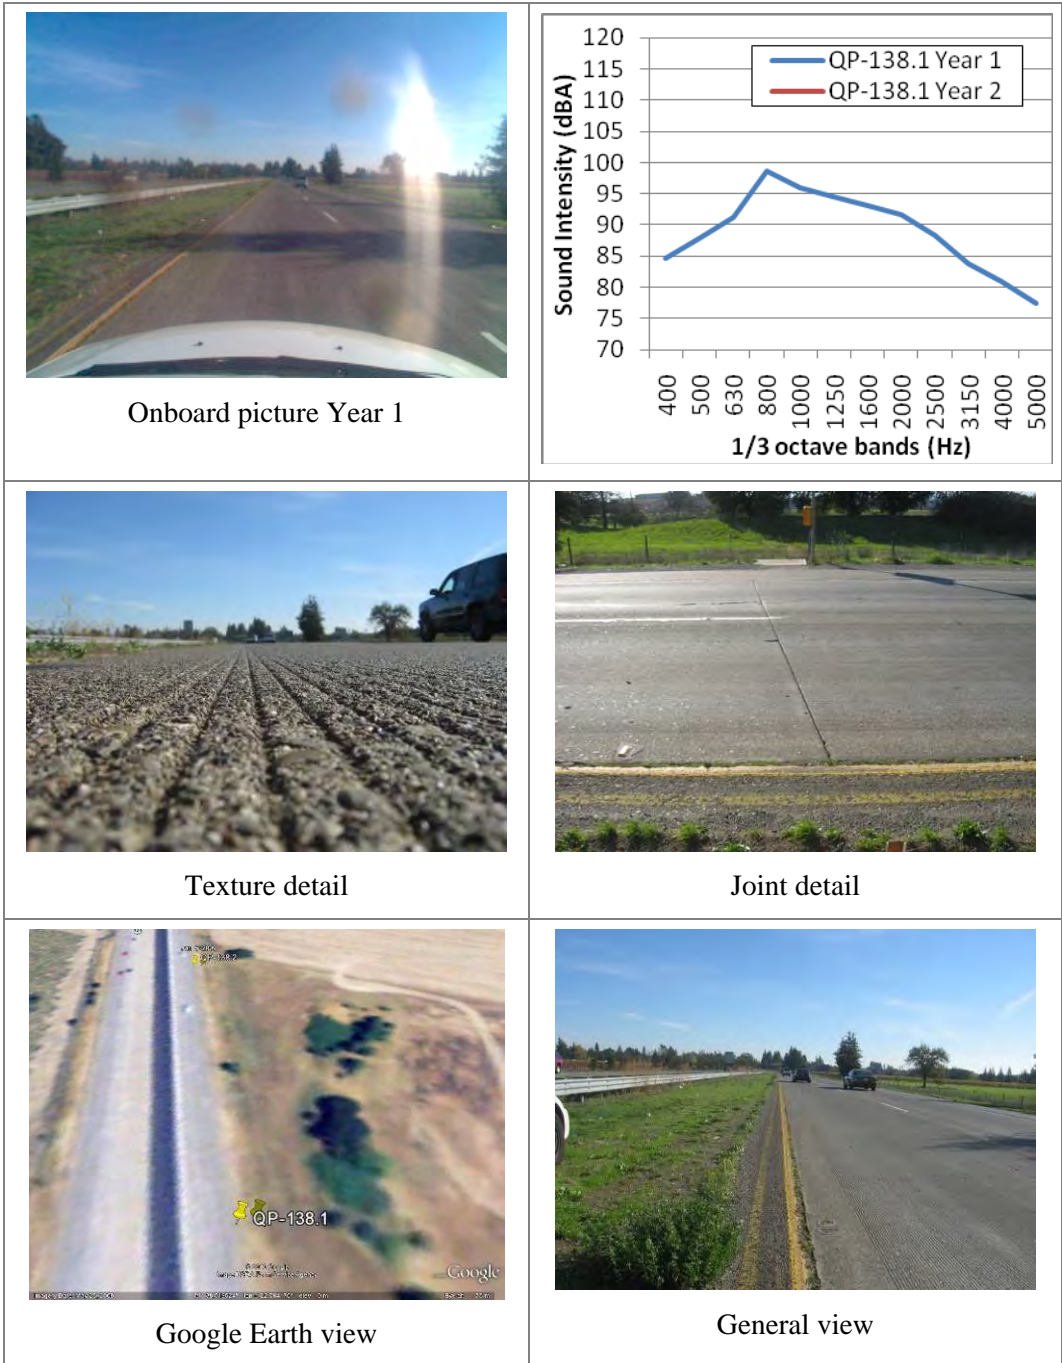 120
115
110
105
100
95
90
85
80
75
70
Sound Intensity (dBA)
QP-138.1 Year 1
QP-138.1 Year 2
400
500
630
800
1000
1250
1600
2000
2500
3150
4000
5000
1/3 octave bands (Hz)
Onboard picture Year 1
Texture detail
Joint detail
QP-138.2
QP-138.1
Google
Google Earth view
General view